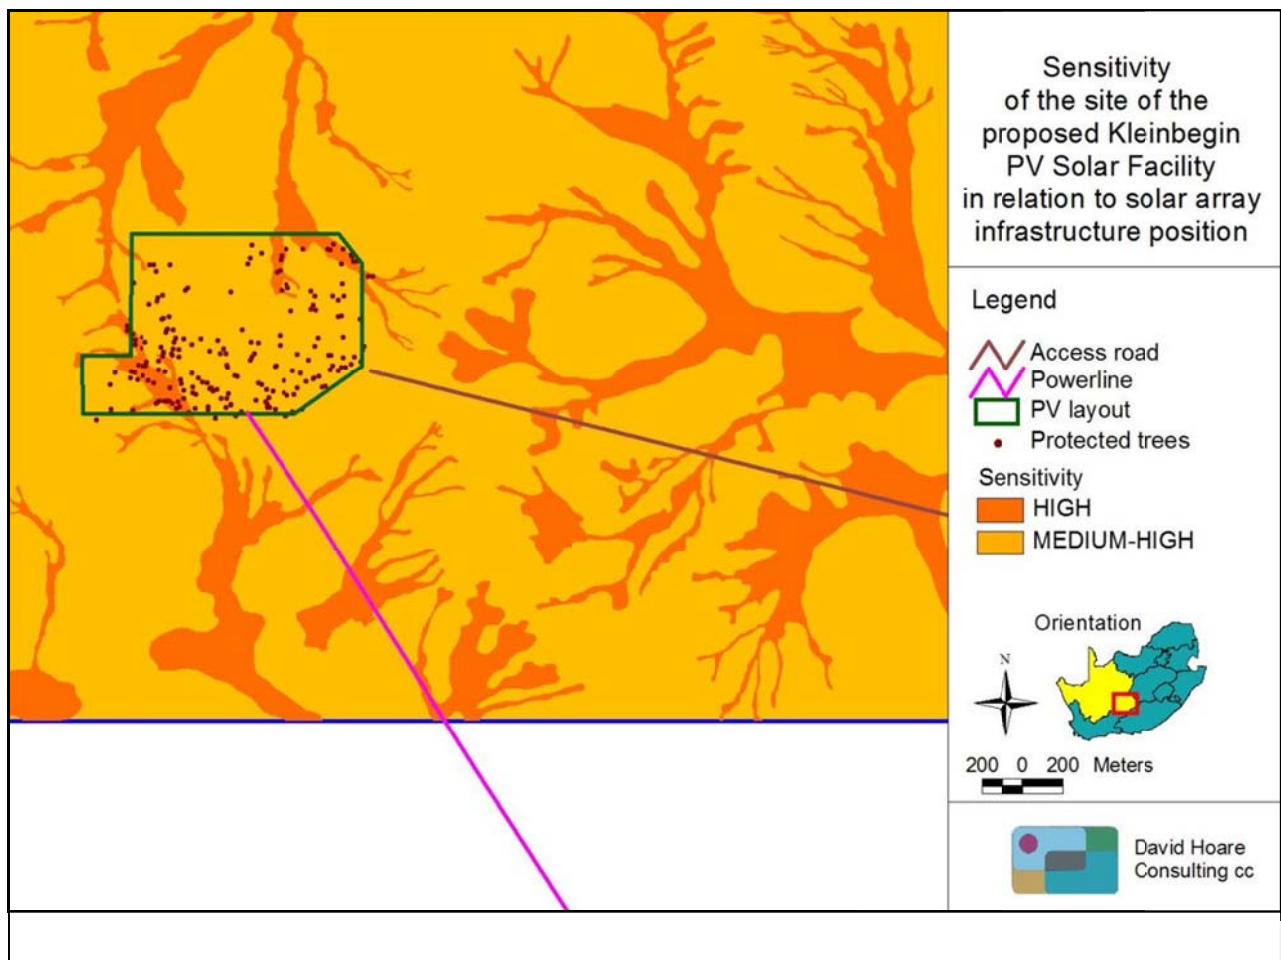 Sensitivity
of the site of the
proposed Kleinbegin
PV Solar Facility
in relation to solar array
infrastructure position
Legend
Access road
Powerline
PV layout
Protected trees
Sensitivity
HIGH
MEDIUM-HIGH
Orientation
N
200 0 200 Meters
David Hoare
Consulting cc